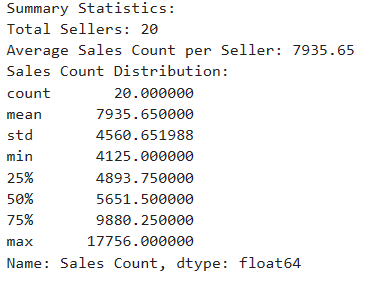 Summary Statistics:
Total Sellers: 20
Average Sales Count per Seller: 7935.65
Sales Count Distribution:
count       20.000000
mean      7935.650000
std       4560.651988
min       4125.000000
25%       4893.750000
50%       5651.500000
75%       9880.250000
max      17756.000000
Name: Sales Count, dtype: float64